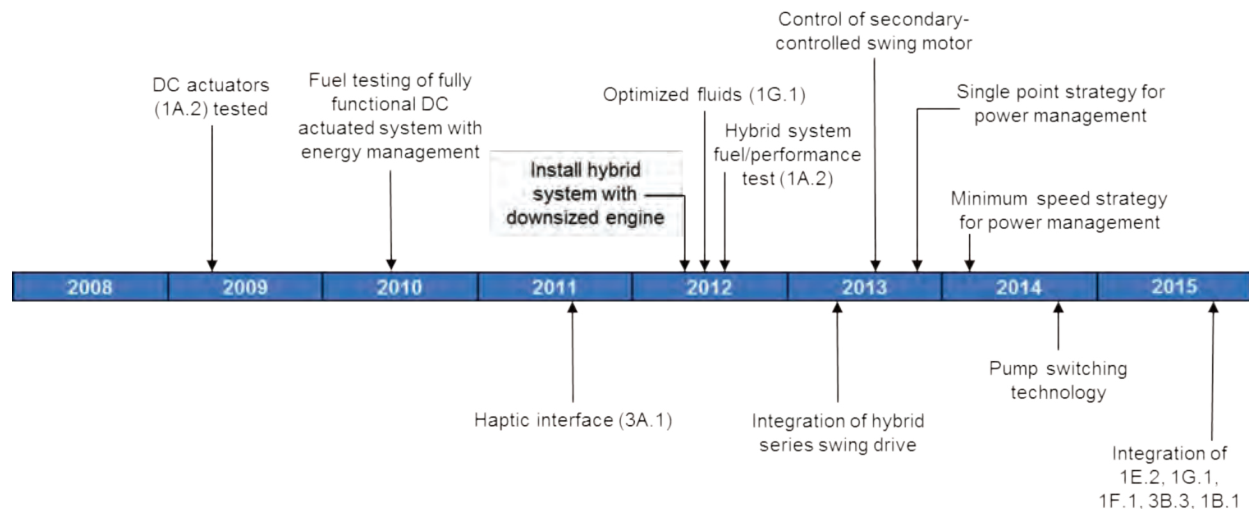 Control of secondary-
controlled swing motor
DC actuators
(1A.2) tested
Fuel testing of fully
functional DC
actuated system with
energy management
Optimized fluids (1G.1)
Single point strategy for
power management
Hybrid system
fuel/performance
test (1A.2)
Install hybrid
system with
downsized engine
Minimum speed strategy
for power management
2008
2009
2010
2011
2012
2013
2014
2015
Haptic interface (3A.1)
Integration of hybrid
series swing drive
Pump switching
technology
Integration of
1E.2, 1G.1,
1F.1, 3B.3, 1B.1